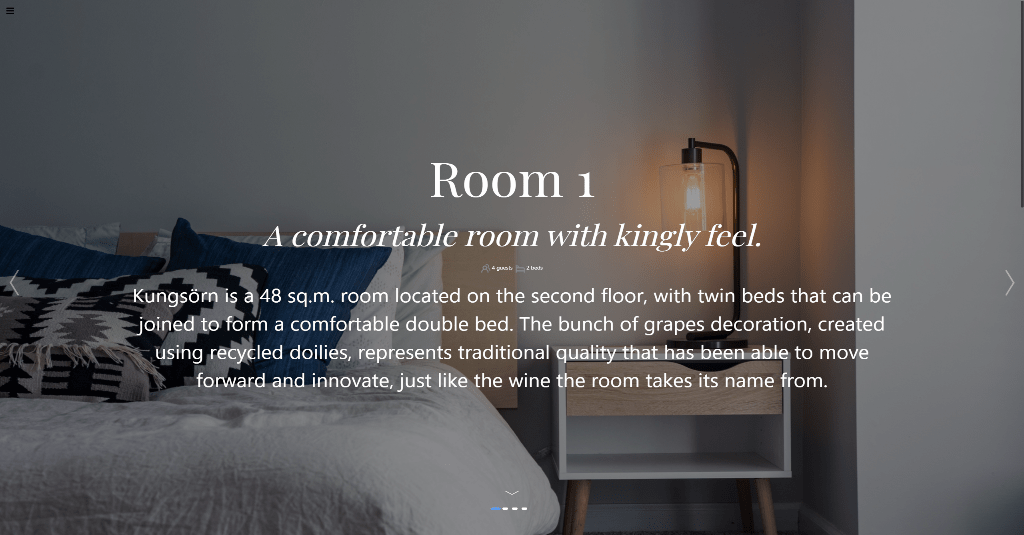 Room 1
A comfortable room with kingly feel.
4 guests 2 beds
Kungsörn is a 48 sq.m. room located on the second floor, with twin beds that can be
joined to form a comfortable double bed. The bunch of grapes decoration, created
using recycled doilies, represents traditional quality that has been able to move
forward and innovate, just like the wine the room takes its name from.